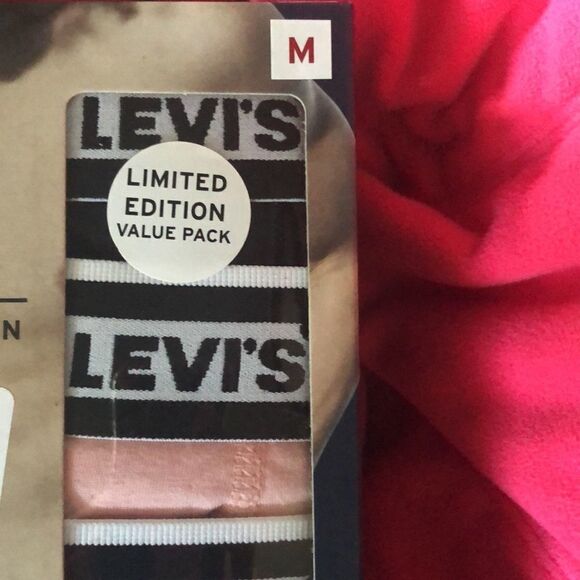 M
LEVI'S
LIMITED
EDITION
VALUE PACK
N
LEVI'S